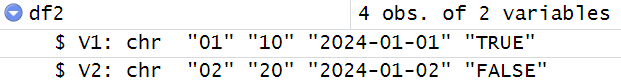 df2 4 obs. of 2 variables
$ V1: chr "01" "10" "2024-01-01" "TRUE"
$ V2: chr "02" "20" "2024-01-02" "FALSE"